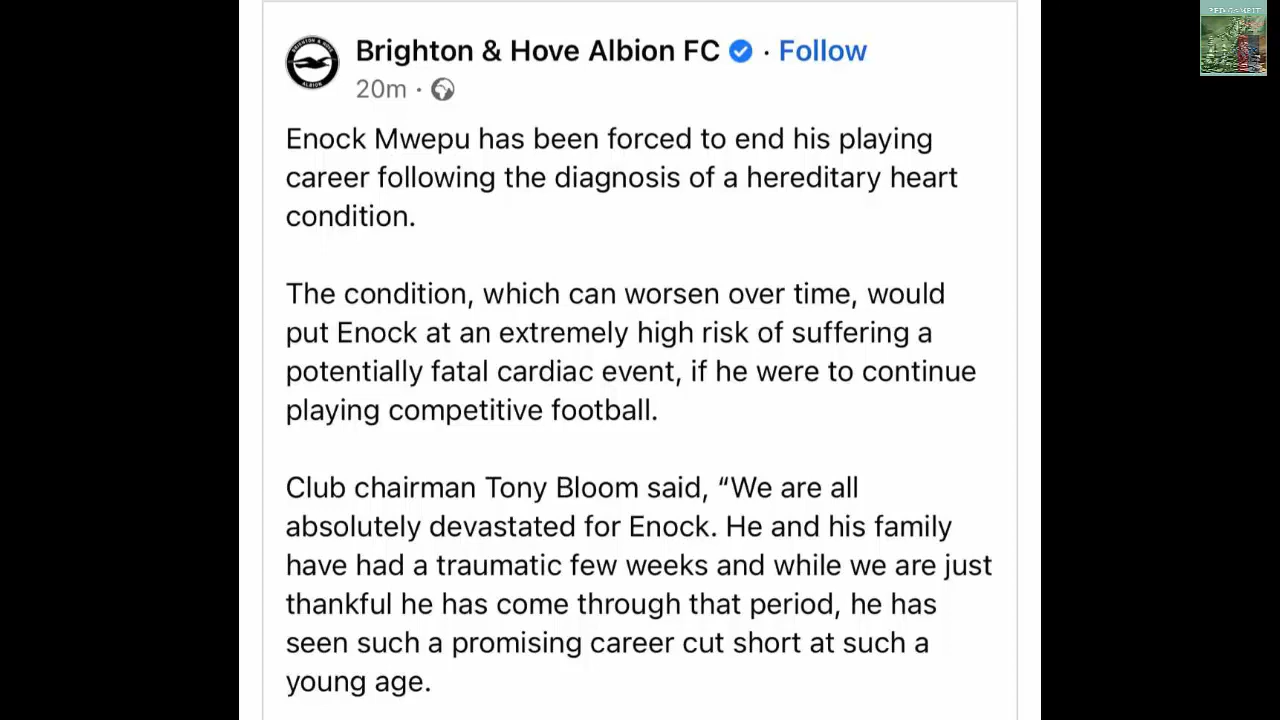 Brighton & Hove Albion FC · Follow
20m ·
Enock Mwepu has been forced to end his playing
career following the diagnosis of a hereditary heart
condition.
The condition, which can worsen over time, would
put Enock at an extremely high risk of suffering a
potentially fatal cardiac event, if he were to continue
playing competitive football.
Club chairman Tony Bloom said, “We are all
absolutely devastated for Enock. He and his family
have had a traumatic few weeks and while we are just
thankful he has come through that period, he has
seen such a promising career cut short at such a
young age.